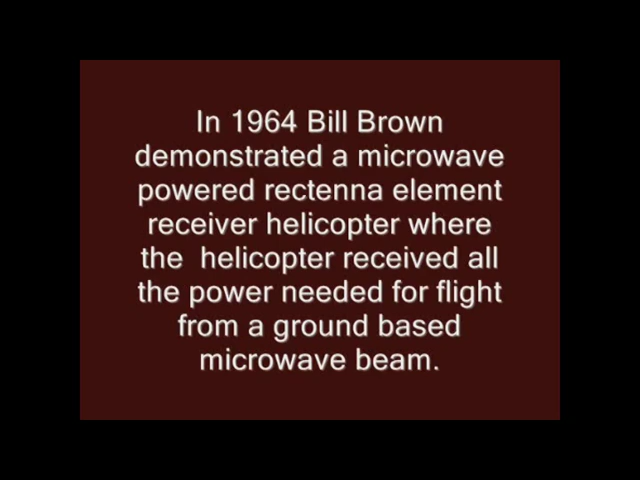 In 1964 Bill Brown
demonstrated a microwave
powered rectenna element
receiver helicopter where
the  helicopter received all
the power needed for flight
from a ground based
microwave beam.